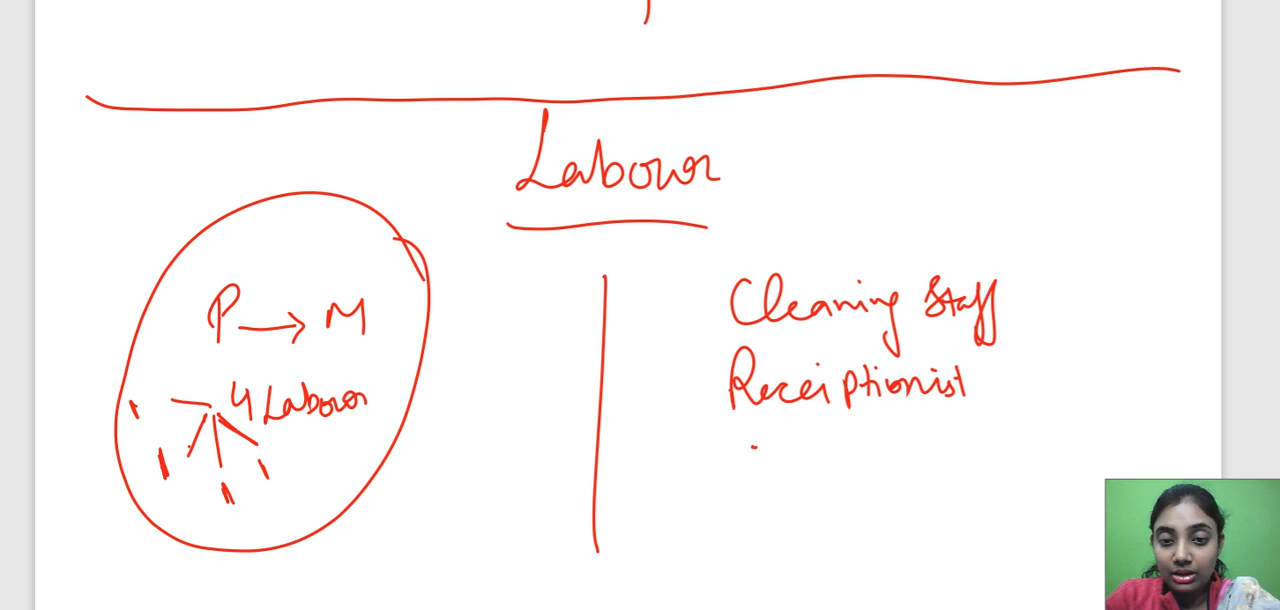 Labour
P → M
4 Labour
Cleaning Staff
Receiptionist